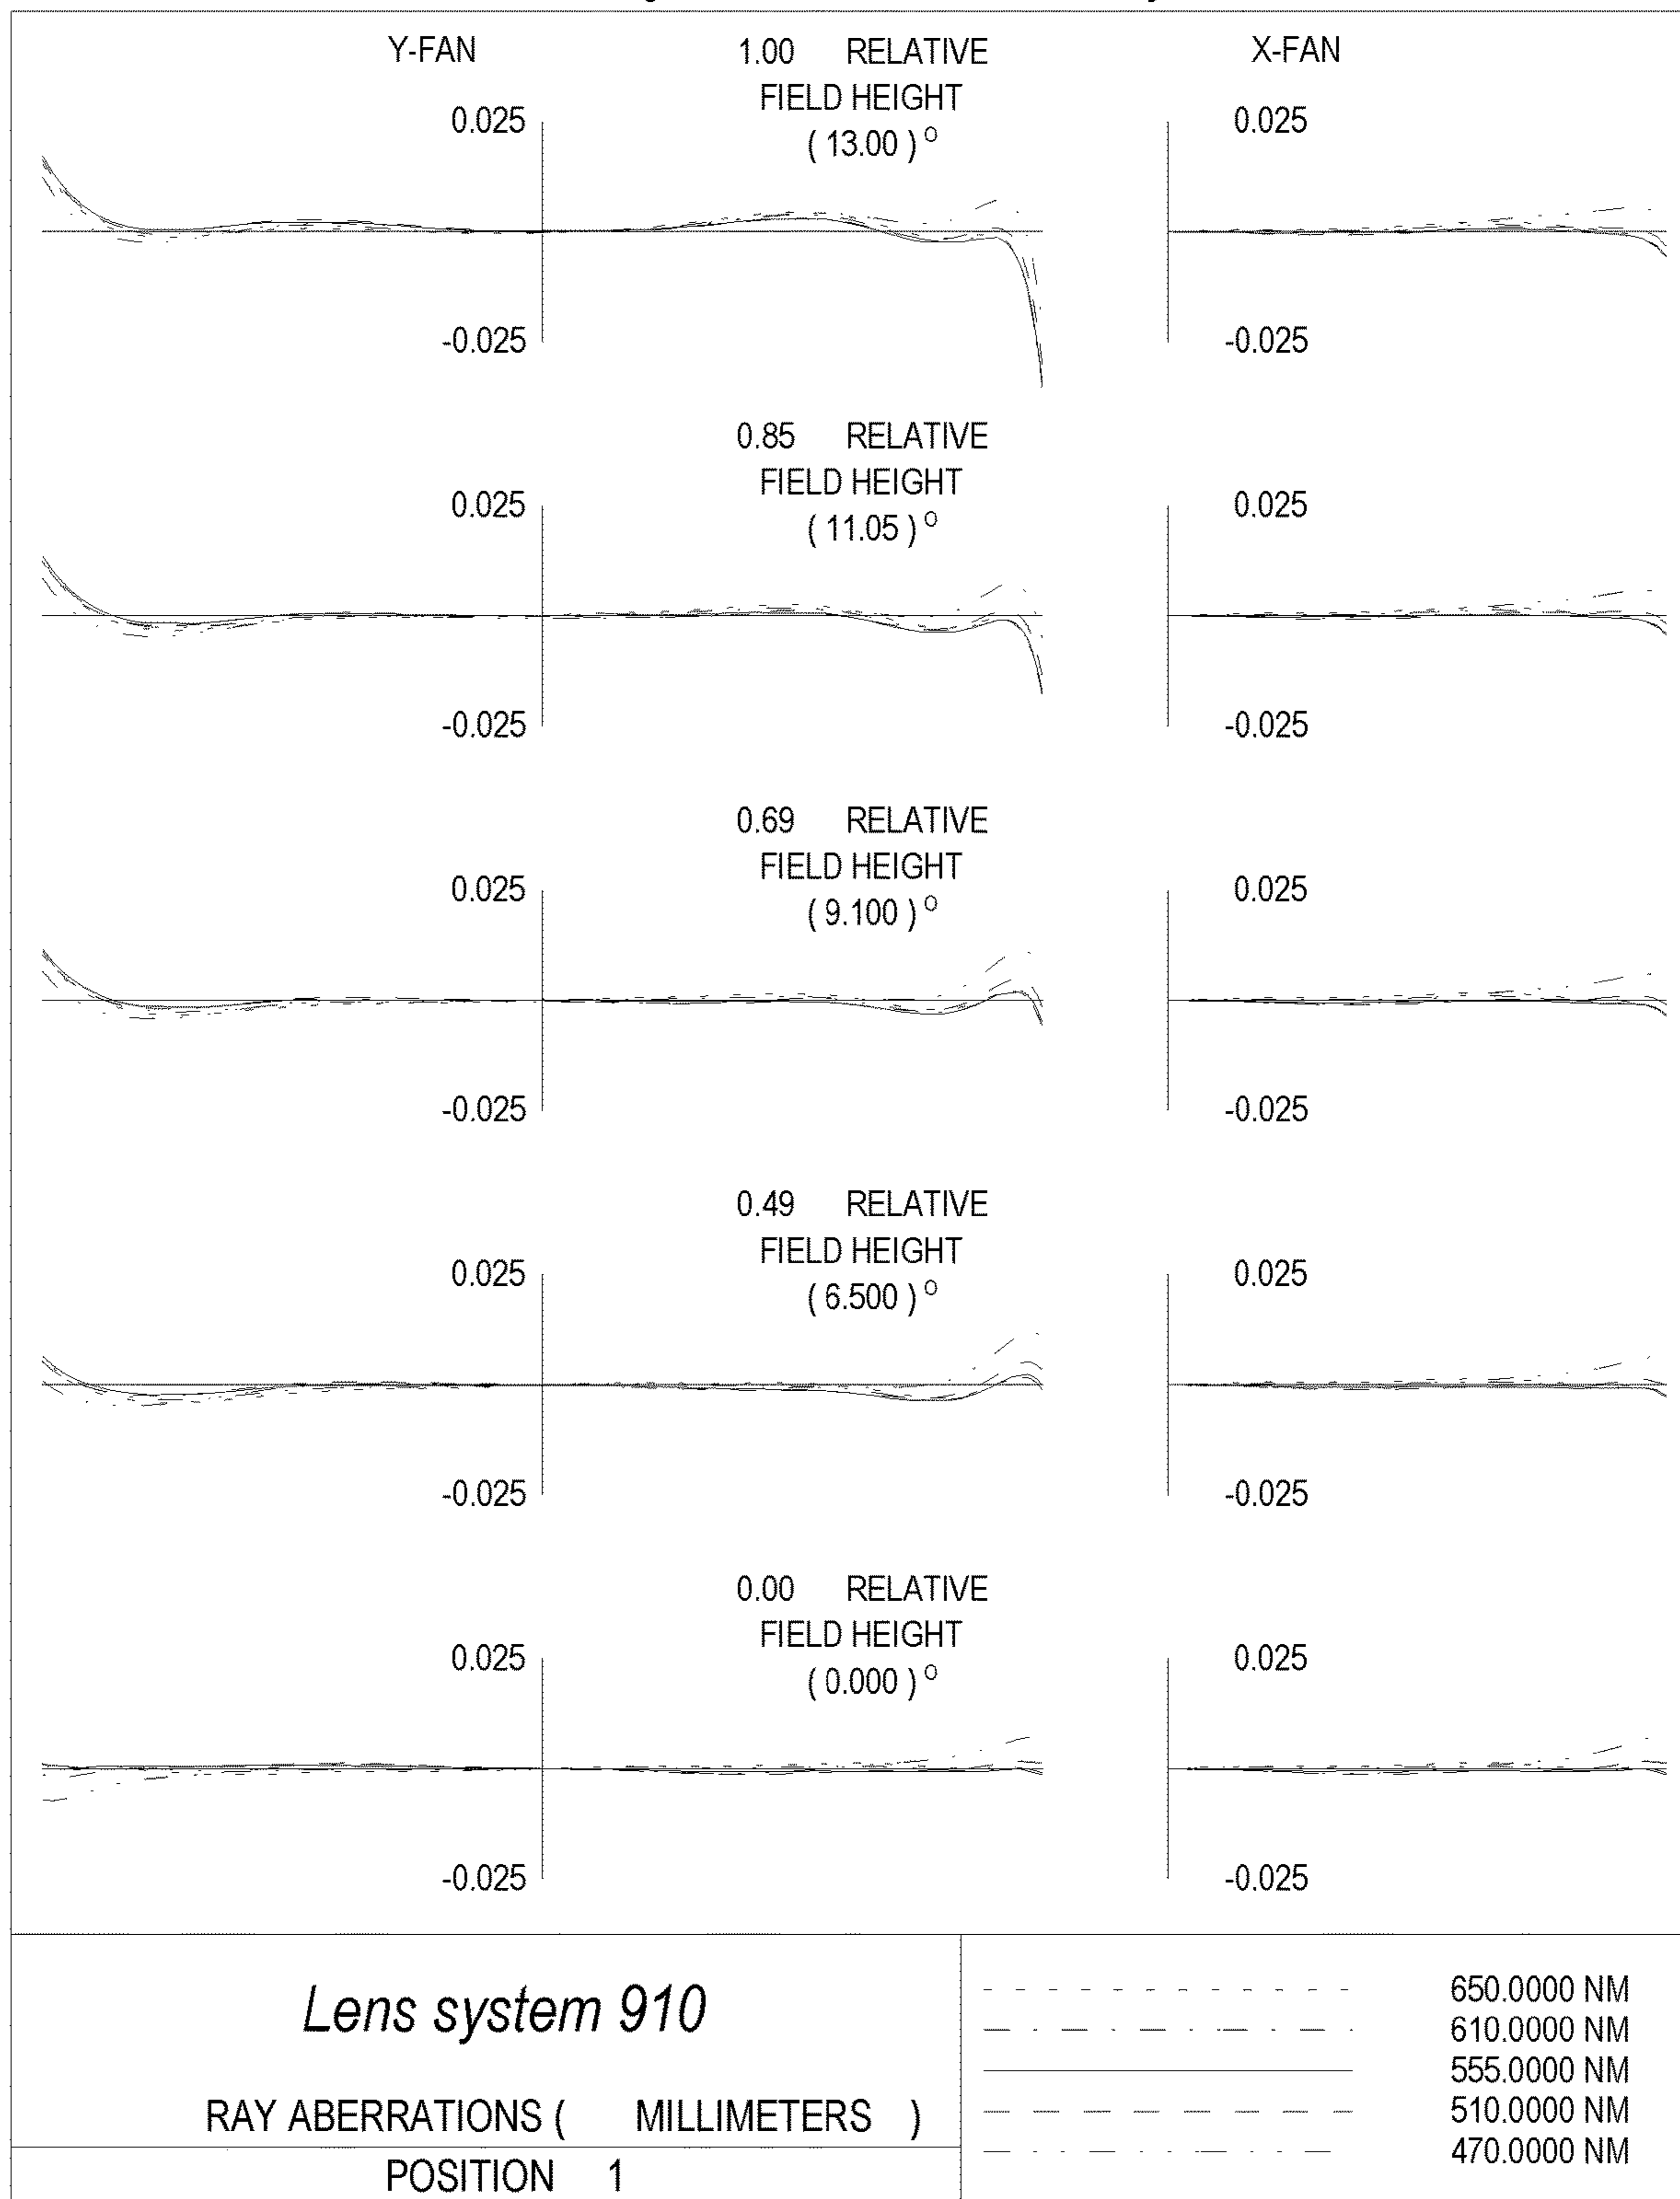 Y-FAN 1.00 RELATIVE X-FAN
FIELD HEIGHT
0.025 ( 13.00 ) O 0.025
-0.025 -0.025
0.85 RELATIVE
FIELD HEIGHT
0.025 ( 11.05 ) O 0.025
-0.025 -0.025
0.69 RELATIVE
FIELD HEIGHT
0.025 ( 9.100 ) O 0.025
-0.025 -0.025
0.49 RELATIVE
FIELD HEIGHT
0.025 ( 6.500 ) O 0.025
-0.025 -0.025
0.00 RELATIVE
FIELD HEIGHT
0.025 ( 0.000 ) O 0.025
-0.025 -0.025
Lens system 910
RAY ABERRATIONS ( MILLIMETERS )
POSITION 1
650.0000 NM
610.0000 NM
555.0000 NM
510.0000 NM
470.0000 NM